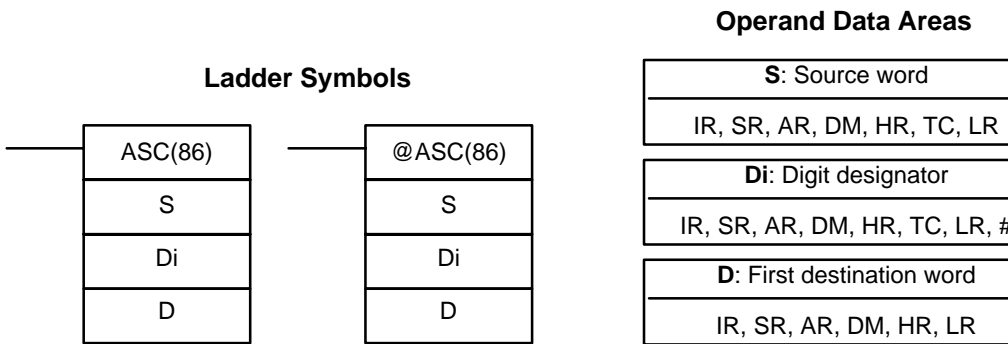 Ladder Symbols
ASC(86)
S
Di
D
@ASC(86)
S
Di
D
Operand Data Areas
S: Source word
IR, SR, AR, DM, HR, TC, LR
Di: Digit designator
IR, SR, AR, DM, HR, TC, LR, #
D: First destination word
IR, SR, AR, DM, HR, LR